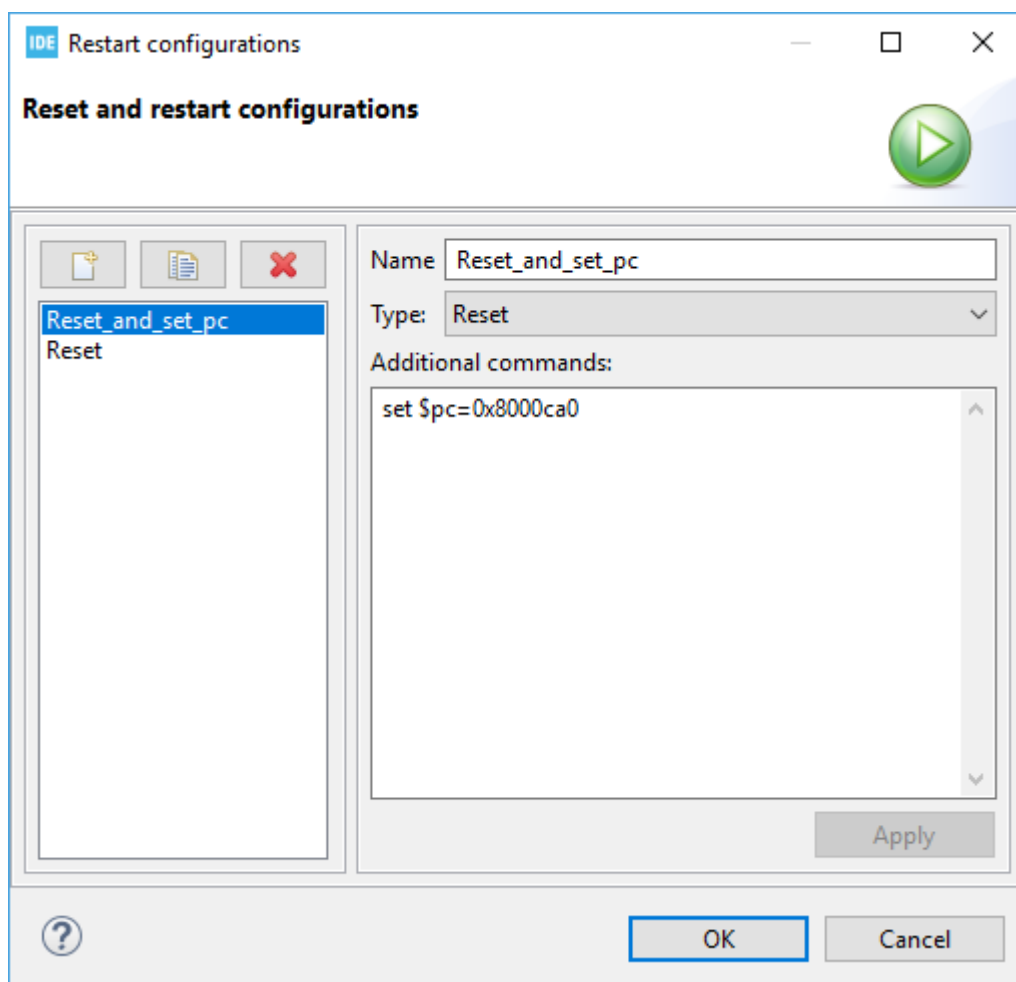 IDE Restart configurations
Reset and restart configurations
Name Reset_and_set_pc
Type: Reset
Additional commands:
set $pc=0x8000ca0
Reset_and_set_pc
Reset
Apply
?
OK Cancel